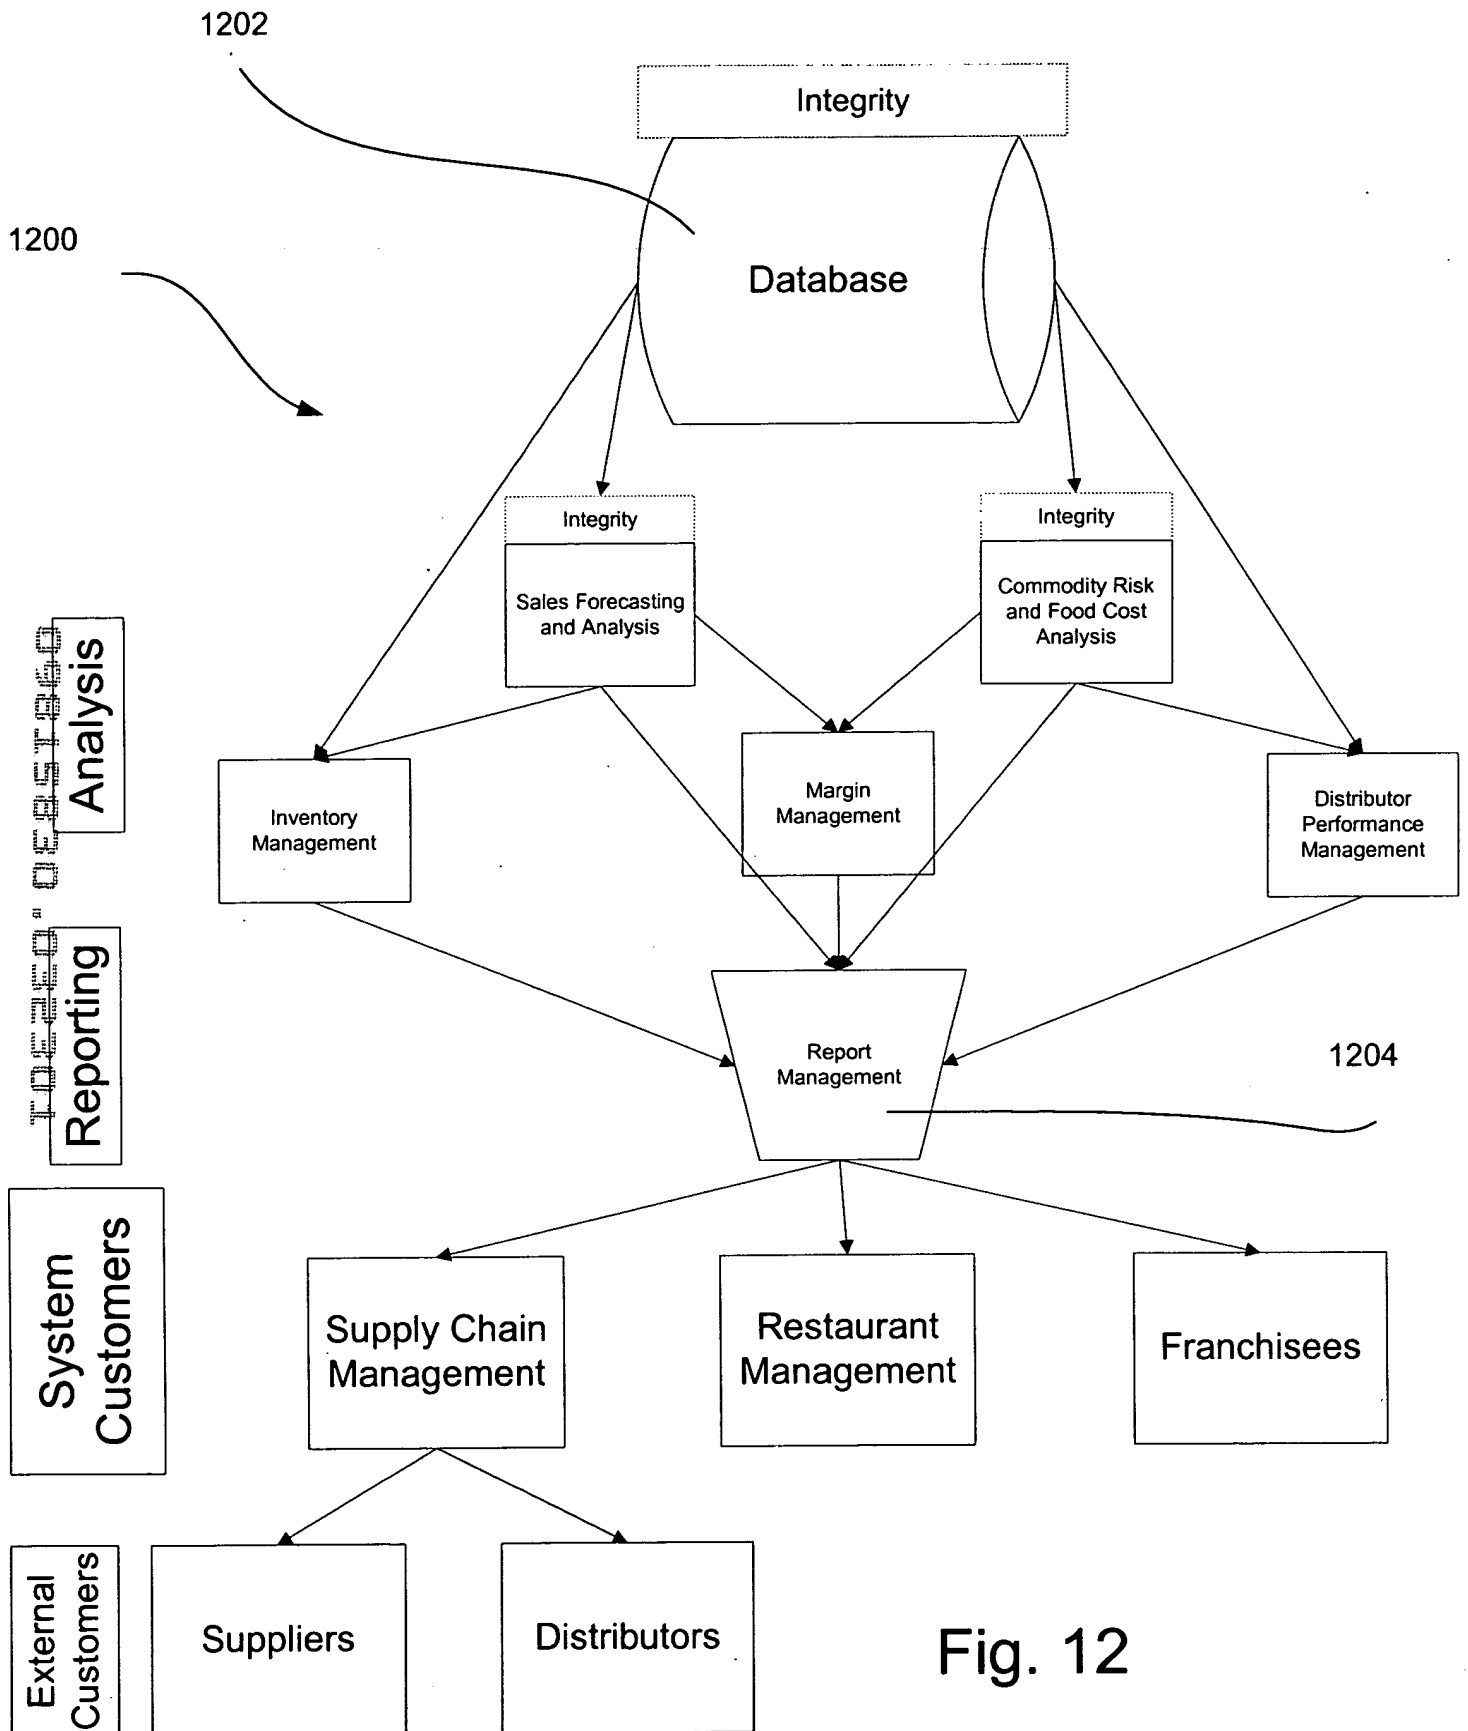 1202
Integrity
1200
Database
Integrity
Integrity
Sales Forecasting
and Analysis
Commodity Risk
and Food Cost
Analysis
Analysis
Inventory
Management
Margin
Management
Distributor
Performance
Management
Reporting
Report
Management
1204
System
Customers
Supply Chain
Management
Restaurant
Management
Franchisees
External
Customers
Suppliers
Distributors
Fig. 12